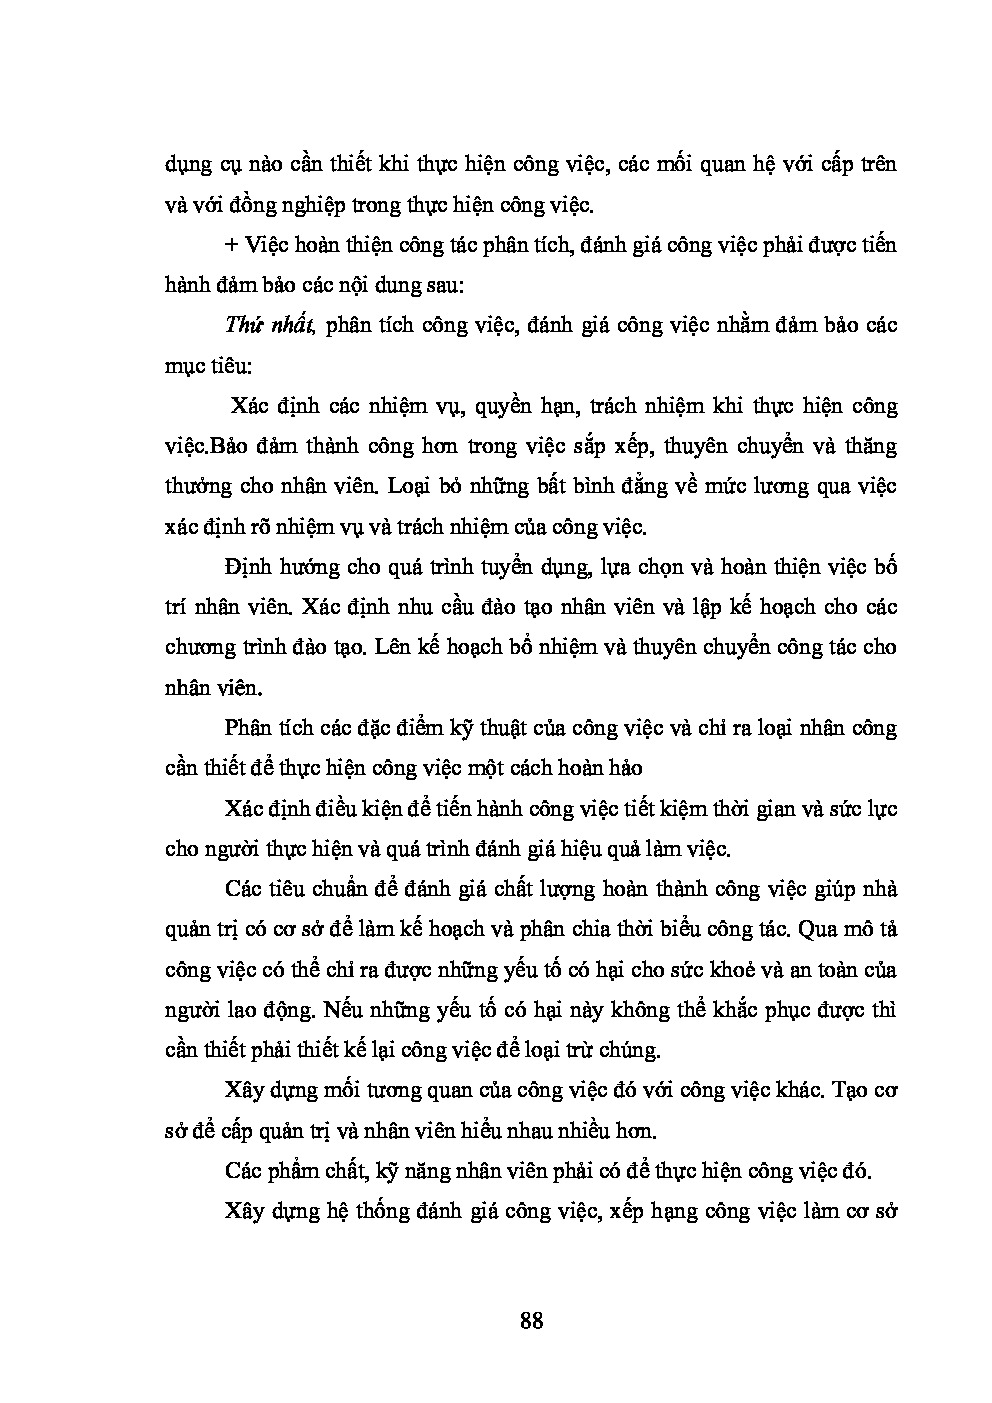 dụng cụ nào cần thiết khi thực hiện công việc, các mối quan hệ với cấp trên
và với đồng nghiệp trong thực hiện công việc.
+ Việc hoàn thiện công tác phân tích, đánh giá công việc phải được tiến
hành đảm bảo các nội dung sau:
Thứ nhất, phân tích công việc, đánh giá công việc nhằm đảm bảo các
mục tiêu:
Xác định các nhiệm vụ, quyền hạn, trách nhiệm khi thực hiện công
việc.Bảo đảm thành công hơn trong việc sắp xếp, thuyên chuyển và thăng
thưởng cho nhân viên. Loại bỏ những bất bình đẳng về mức lương qua việc
xác định rõ nhiệm vụ và trách nhiệm của công việc.
Định hướng cho quá trình tuyển dụng, lựa chọn và hoàn thiện việc bố
trí nhân viên. Xác định nhu cầu đào tạo nhân viên và lập kế hoạch cho các
chương trình đào tạo. Lên kế hoạch bổ nhiệm và thuyên chuyển công tác cho
nhân viên.
Phân tích các đặc điểm kỹ thuật của công việc và chỉ ra loại nhân công
cần thiết để thực hiện công việc một cách hoàn hảo
Xác định điều kiện để tiến hành công việc tiết kiệm thời gian và sức lực
cho người thực hiện và quá trình đánh giá hiệu quả làm việc.
Các tiêu chuẩn để đánh giá chất lượng hoàn thành công việc giúp nhà
quản trị có cơ sở để làm kế hoạch và phân chia thời biểu công tác. Qua mô tả
công việc có thể chỉ ra được những yếu tố có hại cho sức khoẻ và an toàn của
người lao động. Nếu những yếu tố có hại này không thể khắc phục được thì
cần thiết phải thiết kế lại công việc để loại trừ chúng.
Xây dựng mối tương quan của công việc đó với công việc khác. Tạo cơ
sở để cấp quản trị và nhân viên hiểu nhau nhiều hơn.
Các phẩm chất, kỹ năng nhân viên phải có để thực hiện công việc đó.
Xây dựng hệ thống đánh giá công việc, xếp hạng công việc làm cơ sở
88